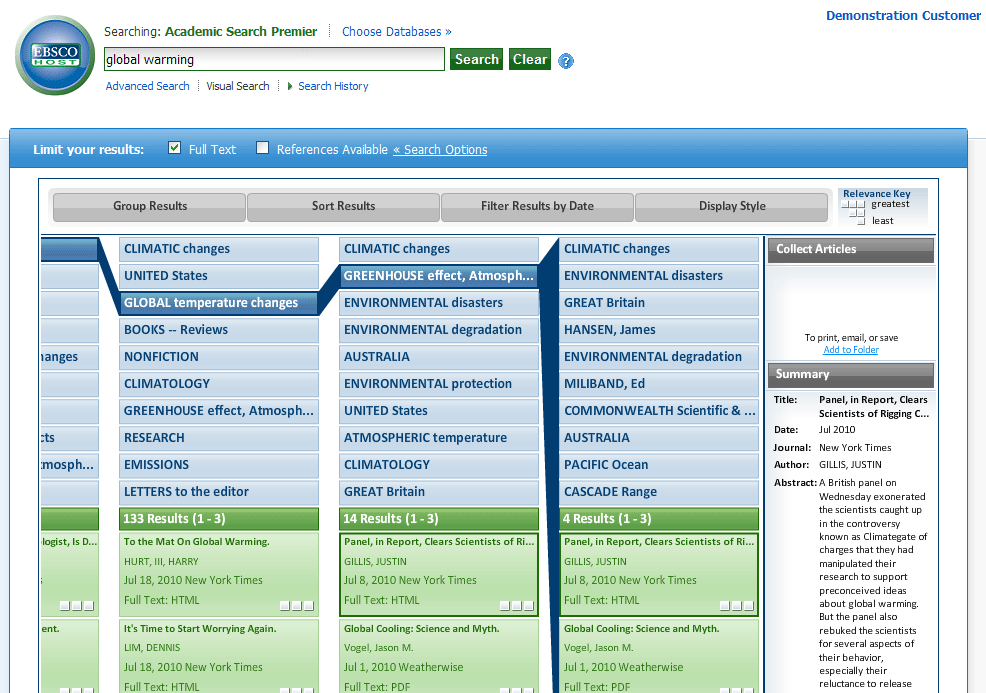 Demonstration Customer
EBSCO
HOST
Searching: Academic Search Premier
Choose Databases »
global warming
Search
Clear
?
Advanced Search
Visual Search
Search History
Limit your results:
Full Text
References Available
« Search Options
Group Results
Sort Results
Filter Results by Date
Display Style
Relevance Key
greatest
least
anges
cts
mosph...
logist, Is D...
ent.
CLIMATIC changes
UNITED States
GLOBAL temperature changes
BOOKS -- Reviews
NONFICTION
CLIMATOLOGY
GREENHOUSE effect, Atmosph...
RESEARCH
EMISSIONS
LETTERS to the editor
133 Results (1 - 3)
To the Mat On Global Warming.
HURT, III, HARRY
Jul 18, 2010 New York Times
Full Text: HTML
It's Time to Start Worrying Again.
LIM, DENNIS
Jul 18, 2010 New York Times
Full Text: HTML
CLIMATIC changes
GREENHOUSE effect, Atmosph...
ENVIRONMENTAL disasters
ENVIRONMENTAL degradation
AUSTRALIA
ENVIRONMENTAL protection
UNITED States
ATMOSPHERIC temperature
CLIMATOLOGY
GREAT Britain
14 Results (1 - 3)
Panel, in Report, Clears Scientists of Ri...
GILLIS, JUSTIN
Jul 8, 2010 New York Times
Full Text: HTML
Global Cooling: Science and Myth.
Vogel, Jason M.
Jul 1, 2010 Weatherwise
Full Text: PDF
CLIMATIC changes
ENVIRONMENTAL disasters
GREAT Britain
HANSEN, James
ENVIRONMENTAL degradation
MILIBAND, Ed
COMMONWEALTH Scientific & ...
AUSTRALIA
PACIFIC Ocean
CASCADE Range
4 Results (1 - 3)
Panel, in Report, Clears Scientists of Ri...
GILLIS, JUSTIN
Jul 8, 2010 New York Times
Full Text: HTML
Global Cooling: Science and Myth.
Vogel, Jason M.
Jul 1, 2010 Weatherwise
Full Text: PDF
Collect Articles
To print, email, or save
Add to Folder
Summary
Title: Panel, in Report, Clears
Scientists of Rigging C...
Date: Jul 2010
Journal: New York Times
Author: GILLIS, JUSTIN
Abstract: A British panel on
Wednesday exonerated
the scientists caught up
in the controversy
known as Climategate of
charges that they had
manipulated their
research to support
preconceived ideas
about global warming.
But the panel also
rebuked the scientists
for several aspects of
their behavior,
especially their
reluctance to release